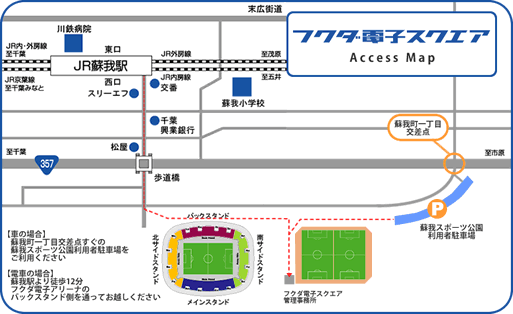 末広街道
川鉄病院
フクダ電子スクエア
Access Map
JR内・外房線
至千葉
東口
JR外房線
至茂原
JR蘇我駅
JR京葉線
至千葉みなと
西口
スリーエフ
JR内房線
交番
至五井
蘇我小学校
千葉
興業銀行
蘇我町一丁目
交差点
松屋
至千葉
357
至市原
歩道橋
P
蘇我スポーツ公園
利用者駐車場
バックスタンド
北サイドスタンド
南サイドスタンド
メインスタンド
フクダ電子スクエア
管理事務所
【車の場合】
蘇我町一丁目交差点すぐの
蘇我スポーツ公園利用者駐車場を
ご利用ください
【電車の場合】
蘇我駅より徒歩12分
フクダ電子アリーナの
バックスタンド側を通ってお越しください